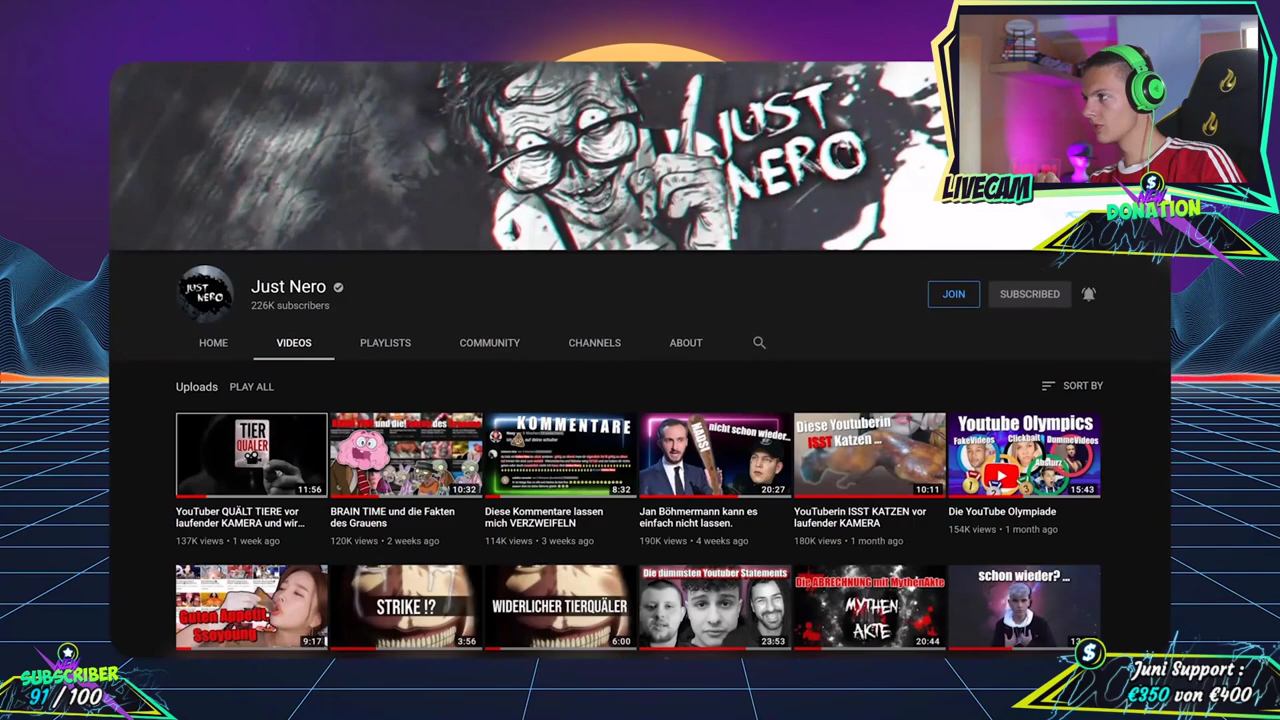 JUST
NERO
LIVECAM
NEW
DONATION
JUST
NERO
Just Nero
226K subscribers
JOIN
SUBSCRIBED
HOME
VIDEOS
PLAYLISTS
COMMUNITY
CHANNELS
ABOUT
Uploads
PLAY ALL
SORT BY
TIER
QUÄLER
11:56
10:32
KOMMENTARE
8:32
nicht schon wieder...
20:27
Diese Youtuberin
ISST Katzen ...
10:11
Youtube Olympics
FakeVideos
Clickbait
DummeVideos
Absturz
15:43
YouTuber QUÄLT TIERE vor
laufender KAMERA und wir...
137K views • 1 week ago
BRAIN TIME und die Fakten
des Grauens
120K views • 2 weeks ago
Diese Kommentare lassen
mich VERZWEIFELN
114K views • 3 weeks ago
Jan Böhmermann kann es
einfach nicht lassen.
190K views • 4 weeks ago
YouTuberin ISST KATZEN vor
laufender KAMERA
180K views • 1 month ago
Die YouTube Olympiade
154K views • 1 month ago
Guten Appetit,
Ssoyoung
9:17
STRIKE !?
3:56
WIDERLICHER TIERQUÄLER
6:00
Die dümmsten Youtuber Statements
23:53
Die ABRECHNUNG mit MythenAkte
MYTHEN
AKTE
20:44
schon wieder? ...
NEW
SUBSCRIBER
91 / 100
Juni Support :
€350 von €400